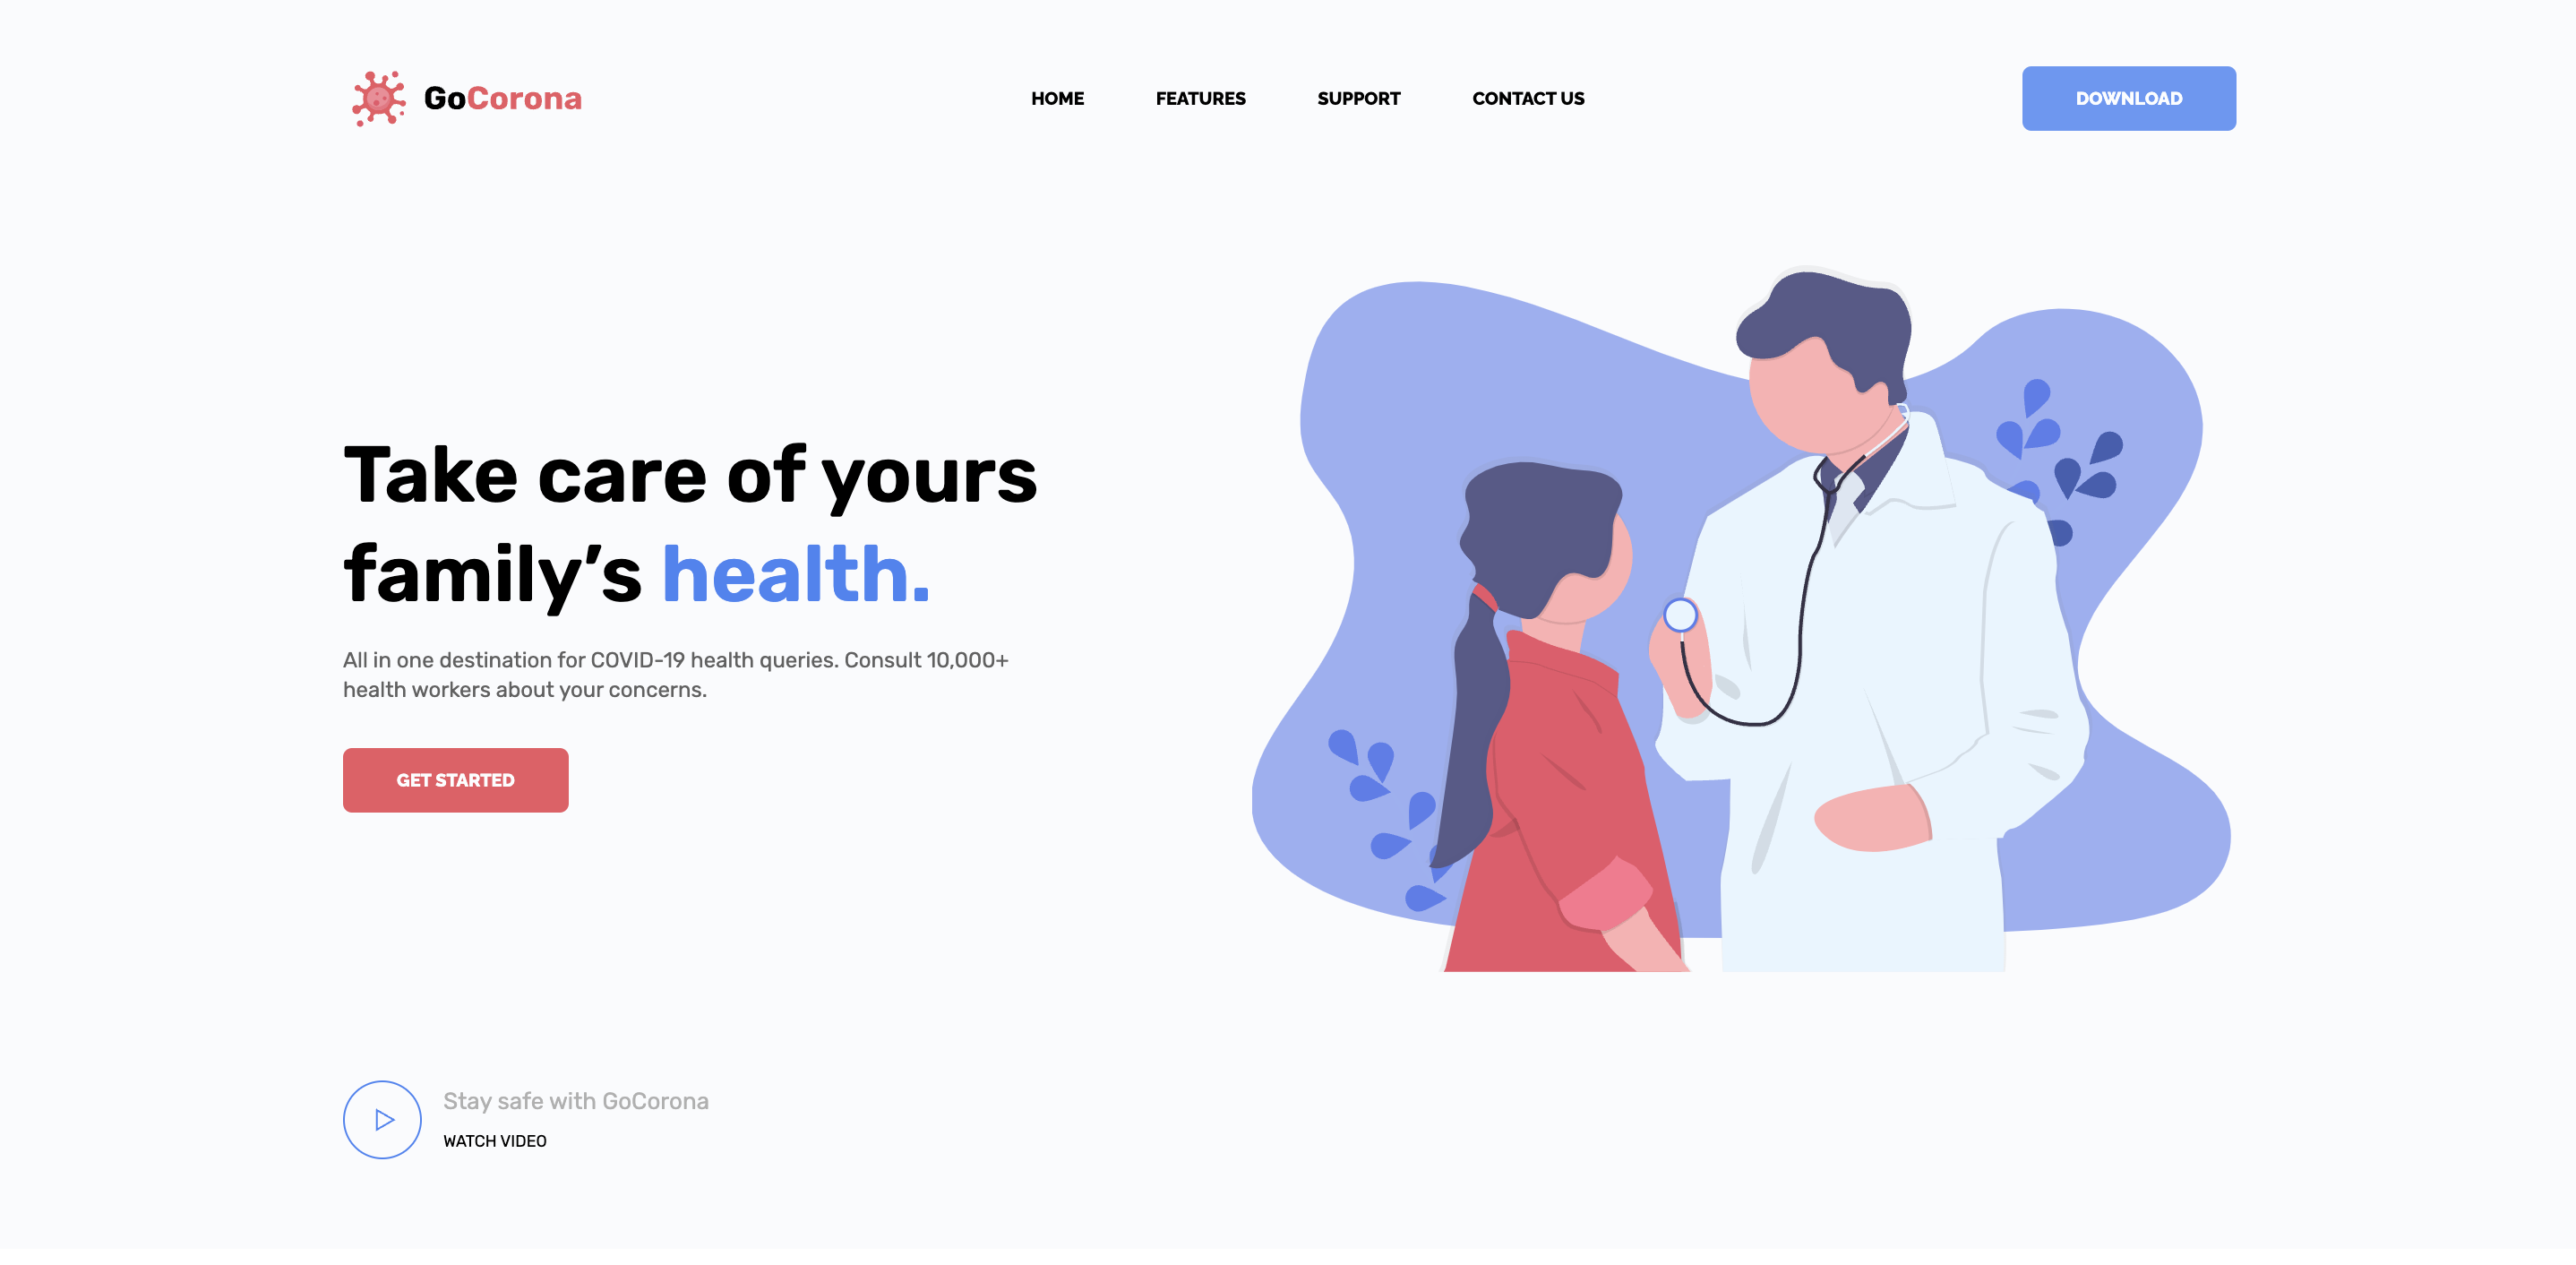 GoCorona
HOME FEATURES SUPPORT CONTACT US
DOWNLOAD
Take care of yours
family’s health.
All in one destination for COVID-19 health queries. Consult 10,000+
health workers about your concerns.
GET STARTED
Stay safe with GoCorona
WATCH VIDEO